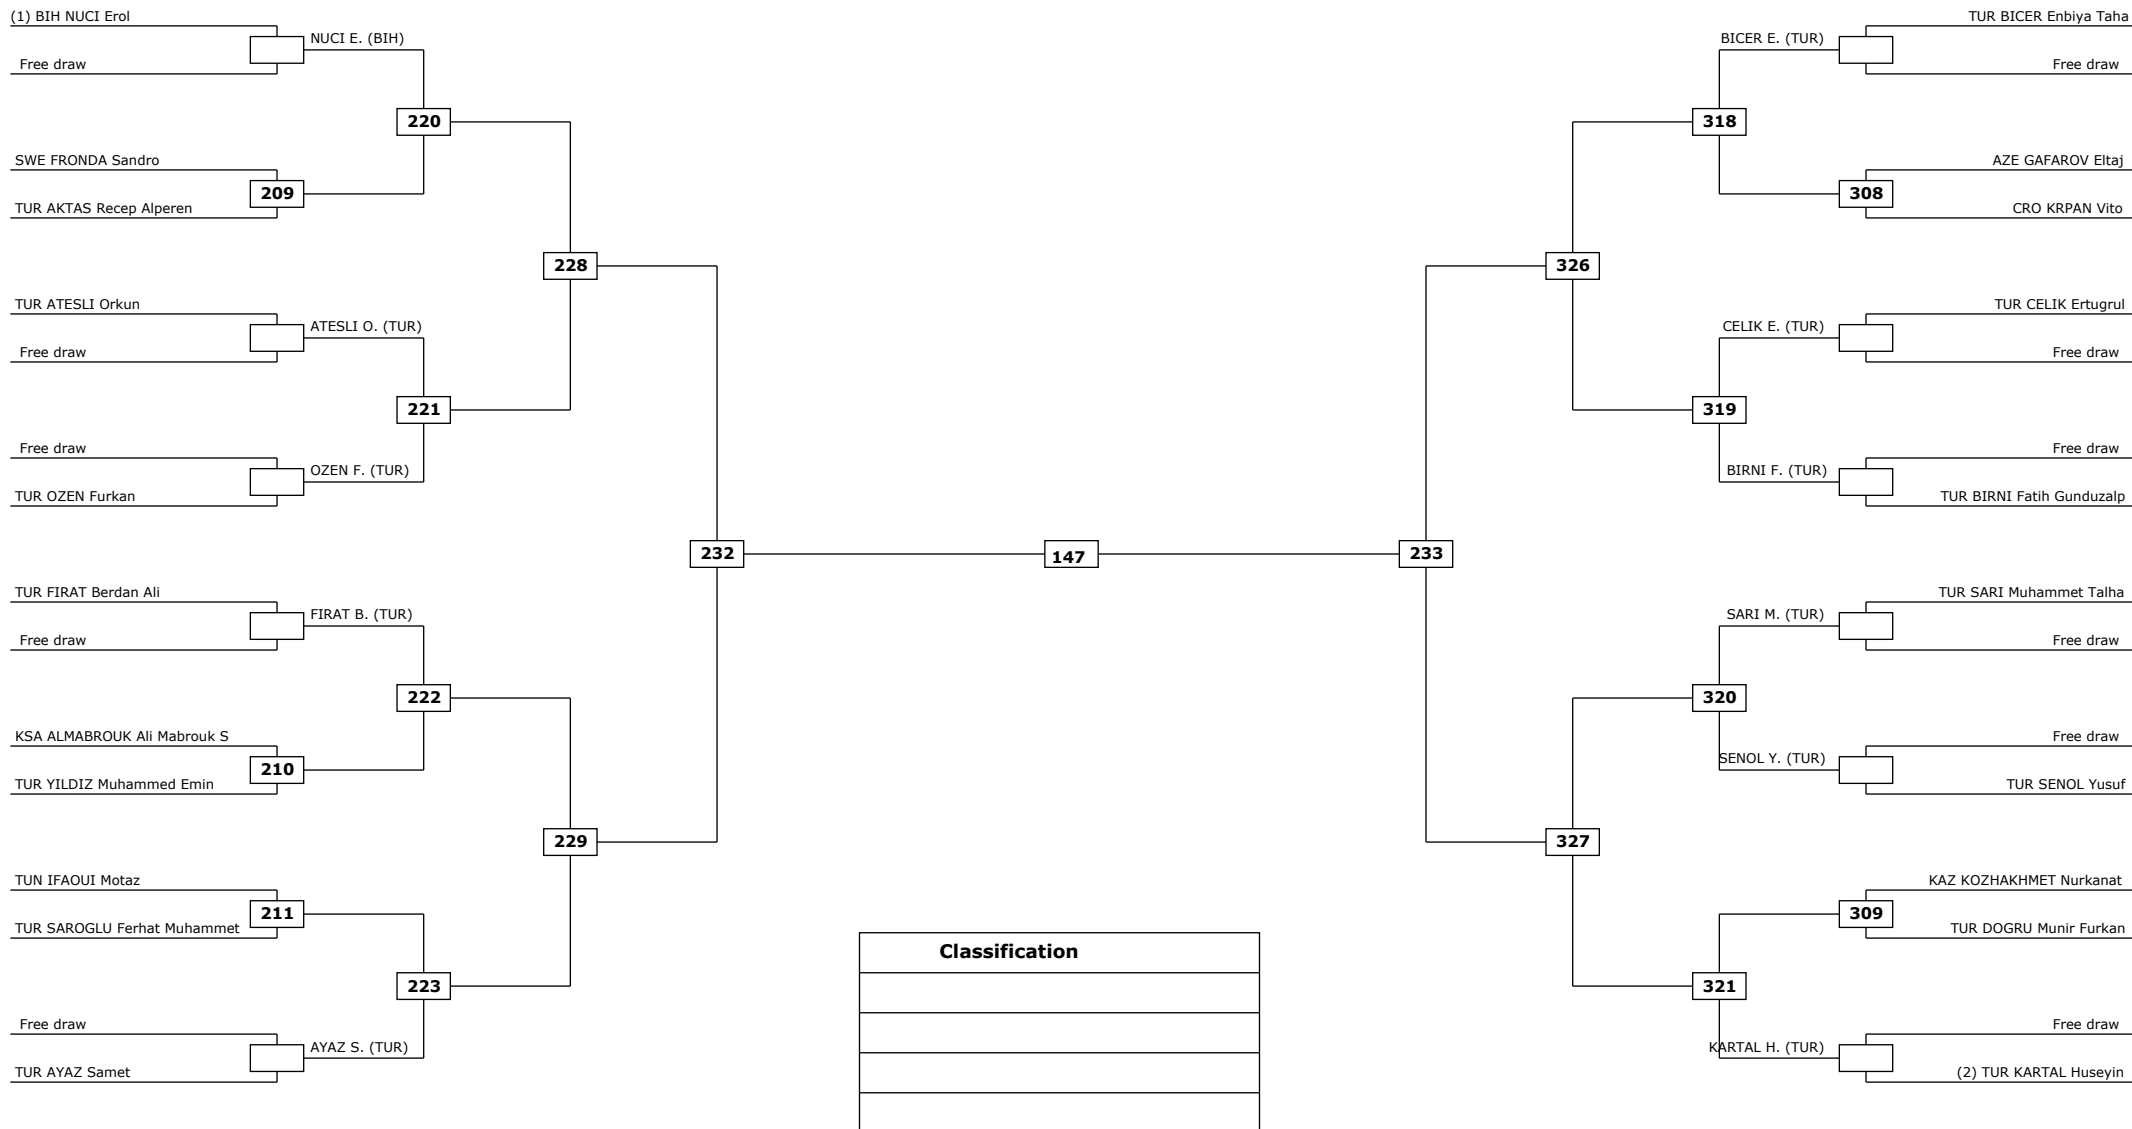 (1) BIH NUCI Erol
NUCI E. (BIH)
Free draw
220
SWE FRONDA Sandro
209
TUR AKTAS Recep Alperen
228
TUR ATESLI Orkun
ATESLI O. (TUR)
Free draw
221
Free draw
OZEN F. (TUR)
TUR OZEN Furkan
232
TUR FIRAT Berdan Ali
FIRAT B. (TUR)
Free draw
222
KSA ALMABROUK Ali Mabrouk S
210
TUR YILDIZ Muhammed Emin
229
TUN IFAOUI Motaz
211
TUR SAROGLU Ferhat Muhammet
223
Free draw
AYAZ S. (TUR)
TUR AYAZ Samet
147
Classification
TUR BICER Enbiya Taha
BICER E. (TUR)
Free draw
318
AZE GAFAROV Eltaj
308
CRO KRPAN Vito
326
TUR CELIK Ertugrul
CELIK E. (TUR)
Free draw
319
Free draw
BIRNI F. (TUR)
TUR BIRNI Fatih Gunduzalp
233
TUR SARI Muhammet Talha
SARI M. (TUR)
Free draw
320
Free draw
SENOL Y. (TUR)
TUR SENOL Yusuf
327
KAZ KOZHAKHMET Nurkanat
309
TUR DOGRU Munir Furkan
321
Free draw
KARTAL H. (TUR)
(2) TUR KARTAL Huseyin